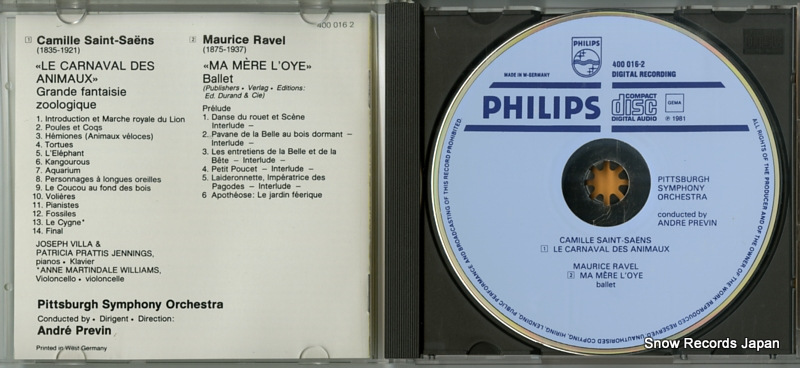 400 016 2
1 Camille Saint-Saëns
(1835-1921)
«LE CARNAVAL DES
ANIMAUX»
Grande fantaisie
zoologique
1. Introduction et Marche royale du Lion
2. Poules et Coqs
3. Hémiones (Animaux véloces)
4. Tortues
5. L'Eléphant
6. Kangourous
7. Aquarium
8. Personnages à longues oreilles
9. Le Coucou au fond des bois
10. Volières
11. Pianistes
12. Fossiles
13. Le Cygne*
14. Final
JOSEPH VILLA &
PATRICIA PRATTIS JENNINGS,
pianos • Klavier
*ANNE MARTINDALE WILLIAMS,
Violoncello • violoncelle
Pittsburgh Symphony Orchestra
Conducted by • Dirigent • Direction:
André Previn
Printed in West Germany
2 Maurice Ravel
(1875-1937)
«MA MÈRE L'OYE»
Ballet
(Publishers • Verlag • Editions:
Ed. Durand & Cie)
Prélude
1. Danse du rouet et Scène
Interlude –
2. Pavane de la Belle au bois dormant –
Interlude –
3. Les entretiens de la Belle et de la
Bête – Interlude –
4. Petit Poucet – Interlude –
5. Laideronnette, Impératrice des
Pagodes – Interlude –
6 Apothéose: Le jardin féerique
PHILIPS
400 016-2
MADE IN W-GERMANY
DIGITAL RECORDING
PHILIPS
COMPACT
disc
DIGITAL AUDIO
GEMA
℗ 1981
PITTSBURGH
SYMPHONY
ORCHESTRA
conducted by
ANDRE PREVIN
CAMILLE SAINT-SAËNS
1 LE CARNAVAL DES ANIMAUX
MAURICE RAVEL
2 MA MÈRE L'OYE
ballet
ALL RIGHTS OF THE PRODUCER AND OF THE OWNER OF THE WORK REPRODUCED RESERVED. UNAUTHORISED COPYING, HIRING, LENDING, PUBLIC PERFORMANCE AND BROADCASTING OF THIS RECORD PROHIBITED.
Snow Records Japan